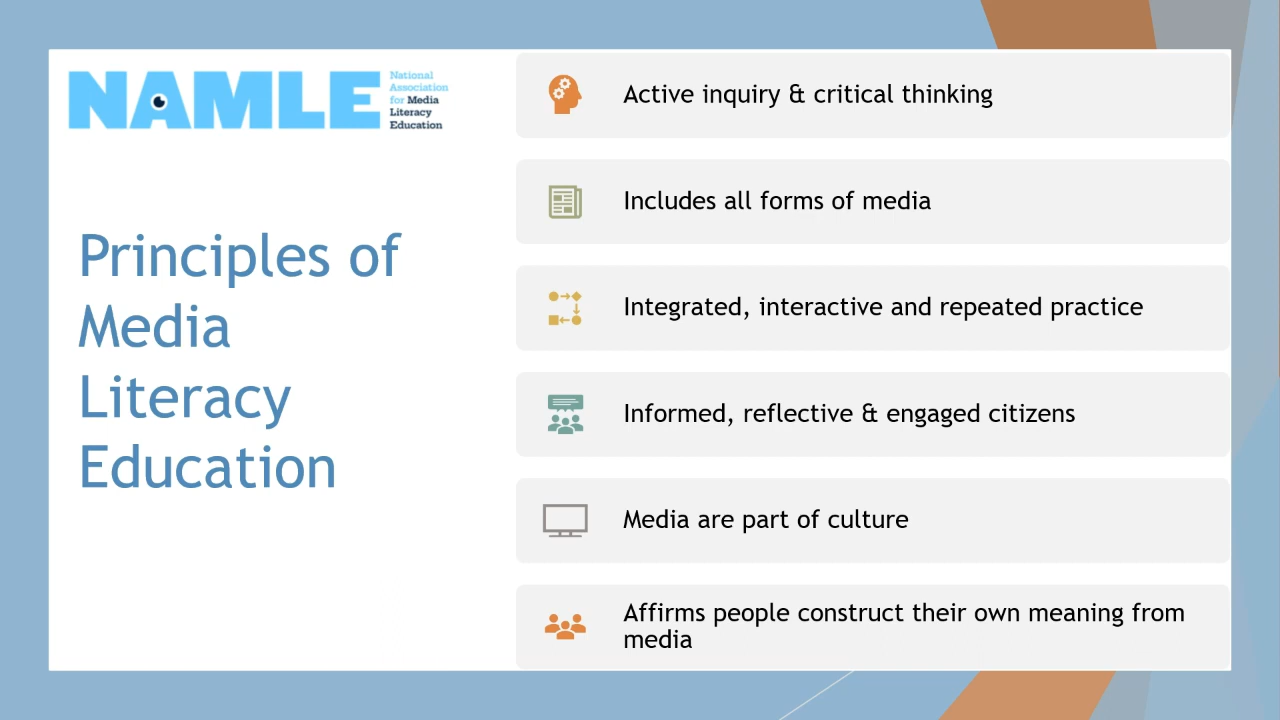 NAMLE
National
Association
for Media
Literacy
Education
Principles of
Media
Literacy
Education
Active inquiry & critical thinking
Includes all forms of media
Integrated, interactive and repeated practice
Informed, reflective & engaged citizens
Media are part of culture
Affirms people construct their own meaning from
media